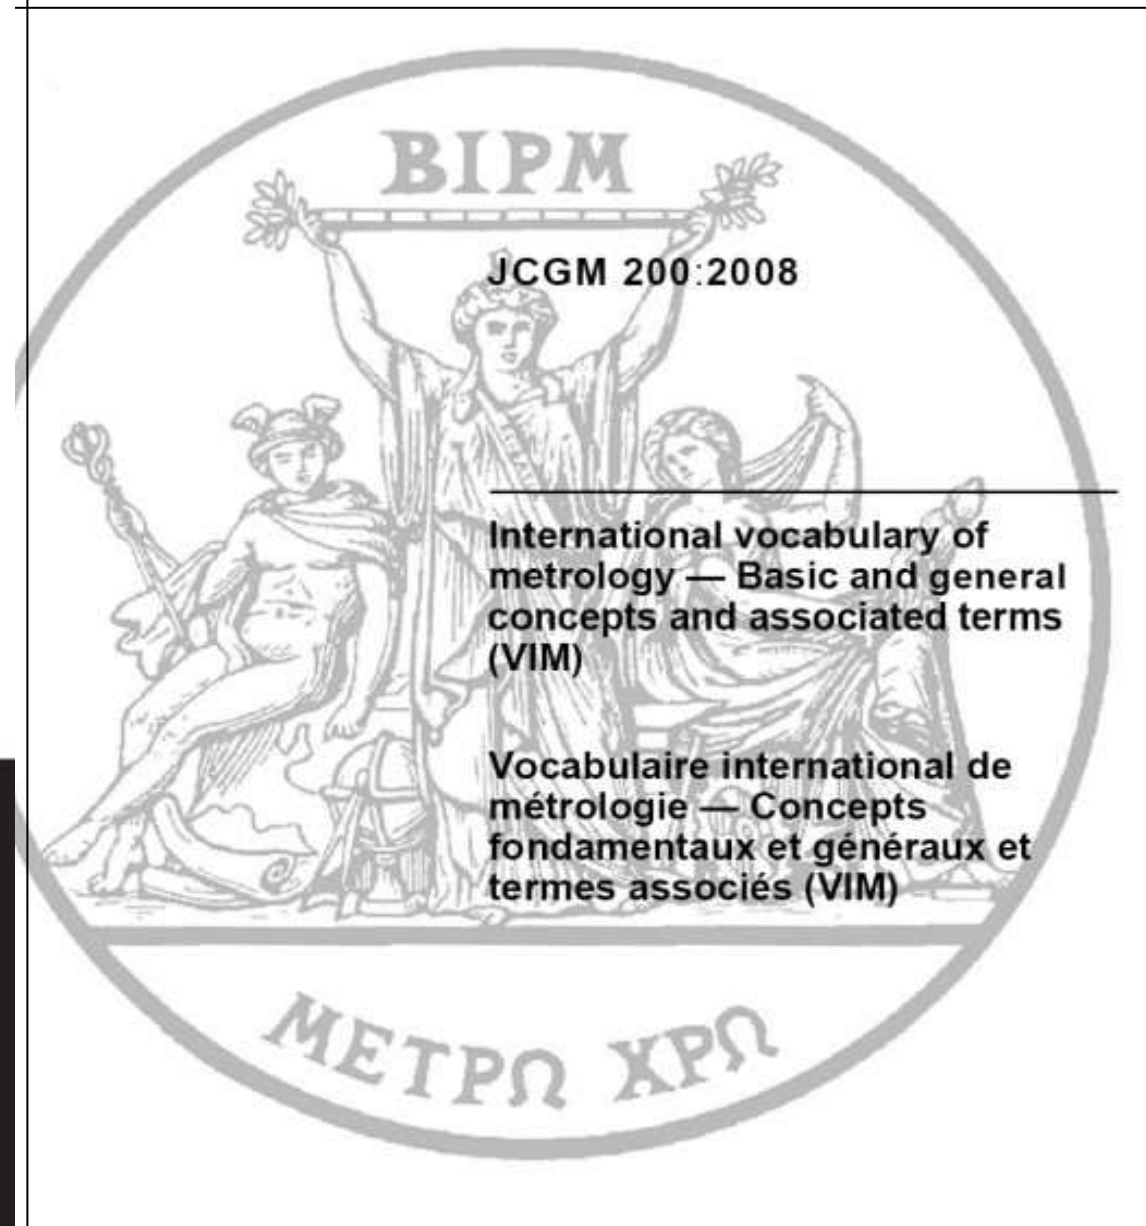 BIPM
JCGM 200:2008
International vocabulary of
metrology — Basic and general
concepts and associated terms
(VIM)
Vocabulaire international de
métrologie — Concepts
fondamentaux et généraux et
termes associés (VIM)
ΜΕΤΡΩ ΧΡΩ